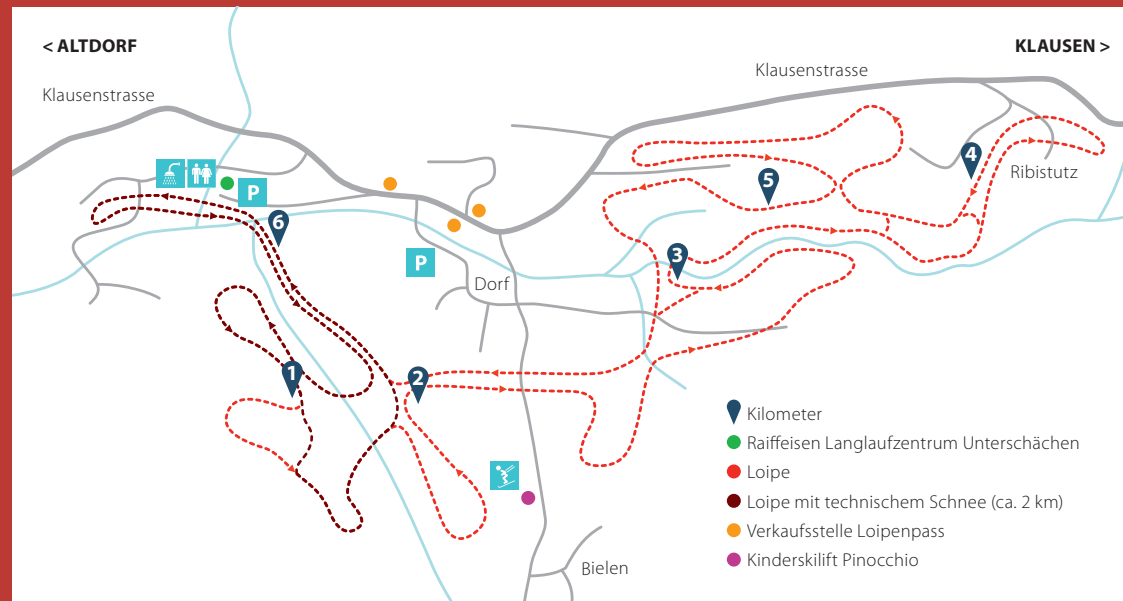 < ALTDORF
KLAUSEN >
Klausenstrasse
Klausenstrasse
P
6
P
Dorf
5
4
Ribistutz
3
1
2
Kilometer
Raiffeisen Langlaufzentrum Unterschächen
Loipe
Loipe mit technischem Schnee (ca. 2 km)
Verkaufsstelle Loipenpass
Kinderskilift Pinocchio
Bielen